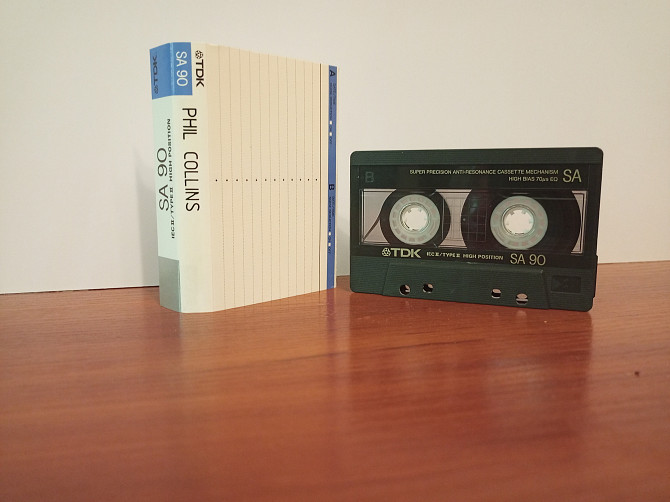 TDK
SA 90
IEC II/TYPE II HIGH POSITION
TDK
SA 90
PHIL COLLINS
A
B
B
SUPER PRECISION ANTI-RESONANCE CASSETTE MECHANISM
HIGH BIAS 70µs EQ
SA
TDK
IEC II/TYPE II HIGH POSITION
SA 90